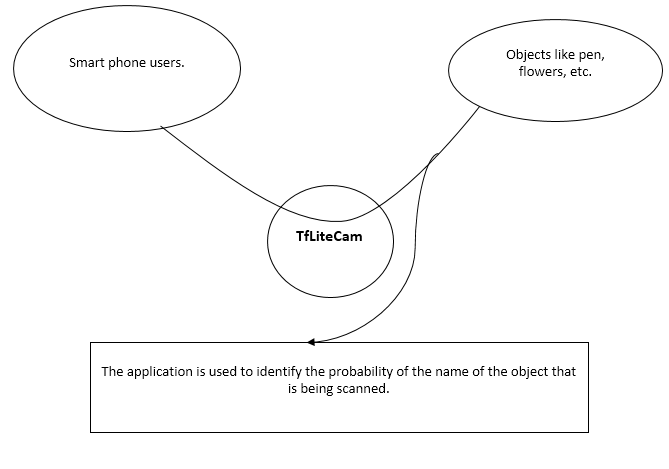 Smart phone users.
Objects like pen,
flowers, etc.
TfLiteCam
The application is used to identify the probability of the name of the object that
is being scanned.